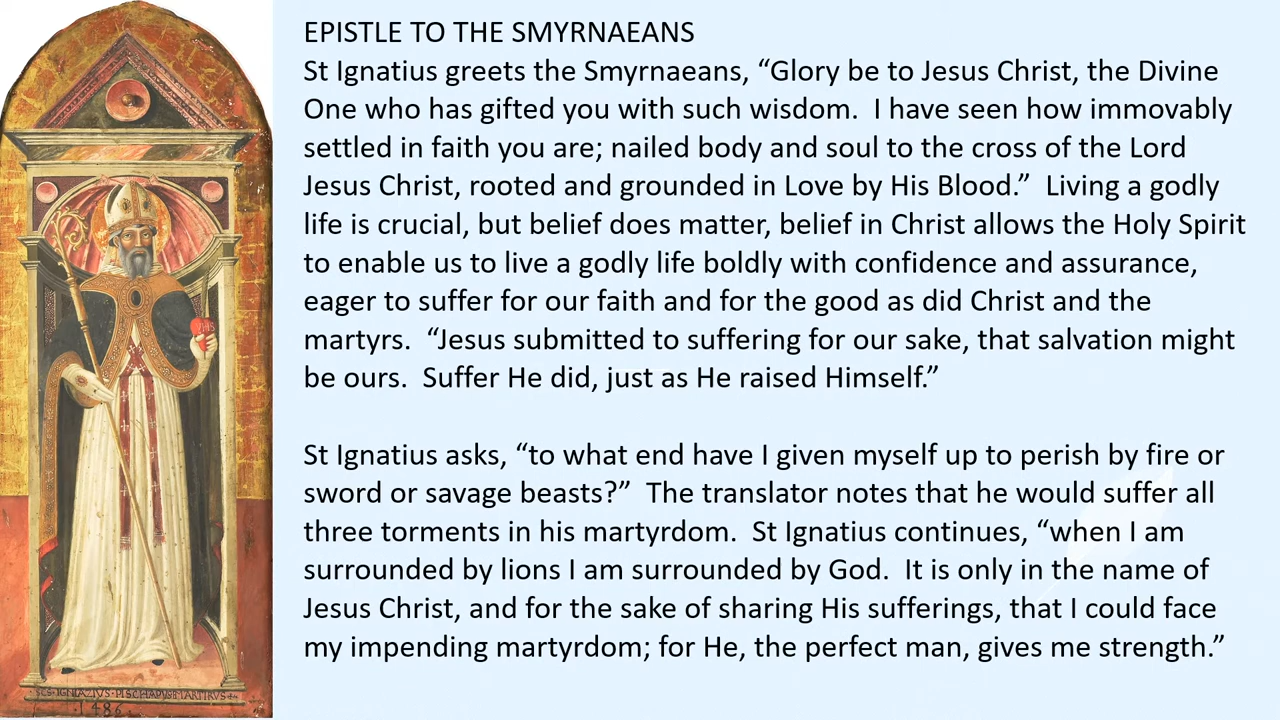 EPISTLE TO THE SMYRNAEANS
St Ignatius greets the Smyrnaeans, “Glory be to Jesus Christ, the Divine
One who has gifted you with such wisdom.  I have seen how immovably
settled in faith you are; nailed body and soul to the cross of the Lord
Jesus Christ, rooted and grounded in Love by His Blood.”  Living a godly
life is crucial, but belief does matter, belief in Christ allows the Holy Spirit
to enable us to live a godly life boldly with confidence and assurance,
eager to suffer for our faith and for the good as did Christ and the
martyrs.  “Jesus submitted to suffering for our sake, that salvation might
be ours.  Suffer He did, just as He raised Himself.”
St Ignatius asks, “to what end have I given myself up to perish by fire or
sword or savage beasts?”  The translator notes that he would suffer all
three torments in his martyrdom.  St Ignatius continues, “when I am
surrounded by lions I am surrounded by God.  It is only in the name of
Jesus Christ, and for the sake of sharing His sufferings, that I could face
my impending martyrdom; for He, the perfect man, gives me strength.”
1486